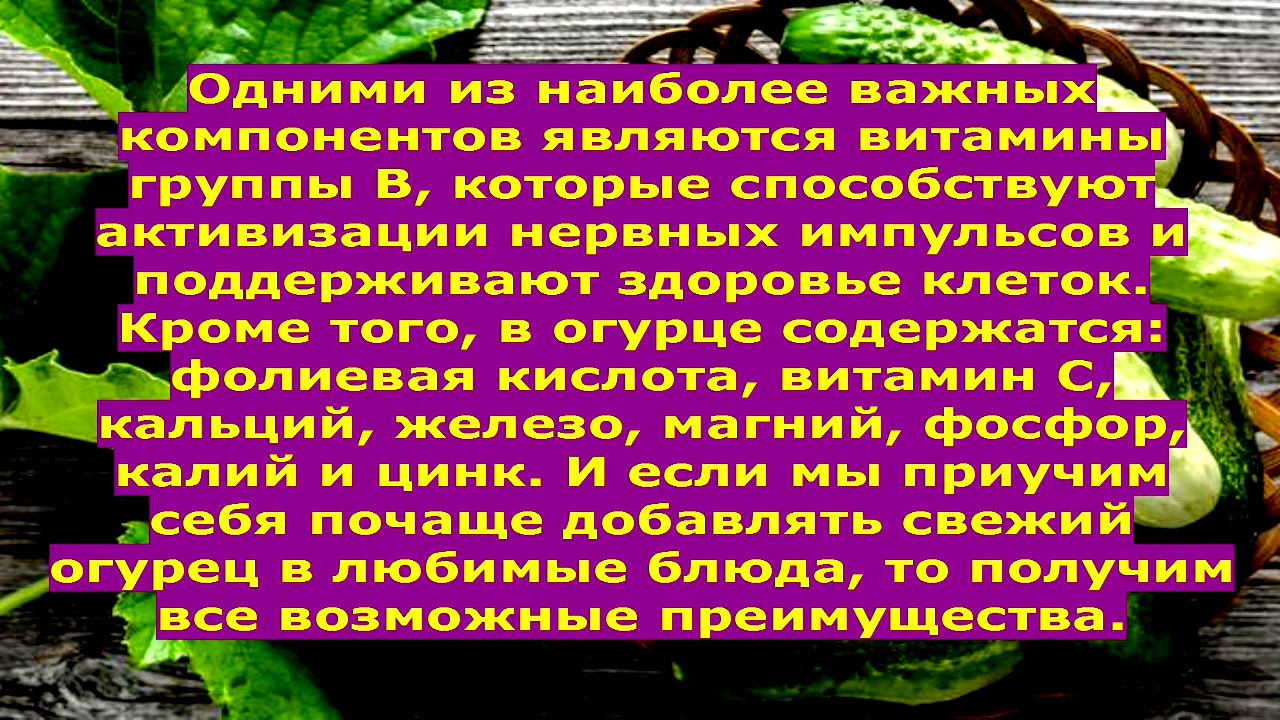 Одними из наиболее важных
компонентов являются витамины
группы В, которые способствуют
активизации нервных импульсов и
поддерживают здоровье клеток.
Кроме того, в огурце содержатся:
фолиевая кислота, витамин С,
кальций, железо, магний, фосфор,
калий и цинк. И если мы приучим
себя почаще добавлять свежий
огурец в любимые блюда, то получим
все возможные преимущества.